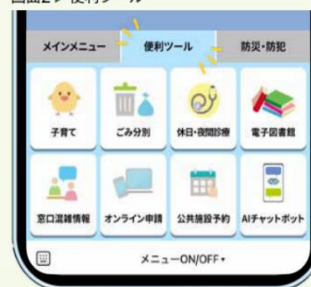 画面2 > 便利ツール
メインメニュー 便利ツール 防災・防犯
子育て ごみ分別 休日・夜間診療 電子図書館
窓口混雑情報 オンライン申請 公共施設予約 AIチャットボット
メニューON/OFF▾